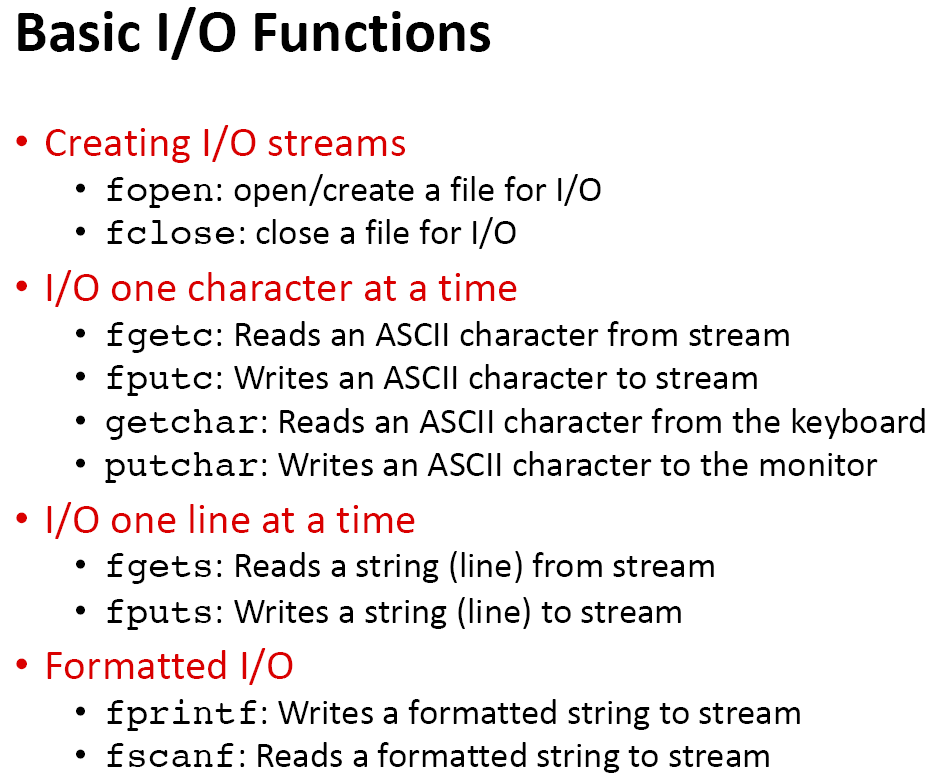 Basic I/O Functions
• Creating I/O streams
• fopen: open/create a file for I/O
• fclose: close a file for I/O
• I/O one character at a time
• fgetc: Reads an ASCII character from stream
• fputc: Writes an ASCII character to stream
• getchar: Reads an ASCII character from the keyboard
• putchar: Writes an ASCII character to the monitor
• I/O one line at a time
• fgets: Reads a string (line) from stream
• fputs: Writes a string (line) to stream
• Formatted I/O
• fprintf: Writes a formatted string to stream
• fscanf: Reads a formatted string to stream